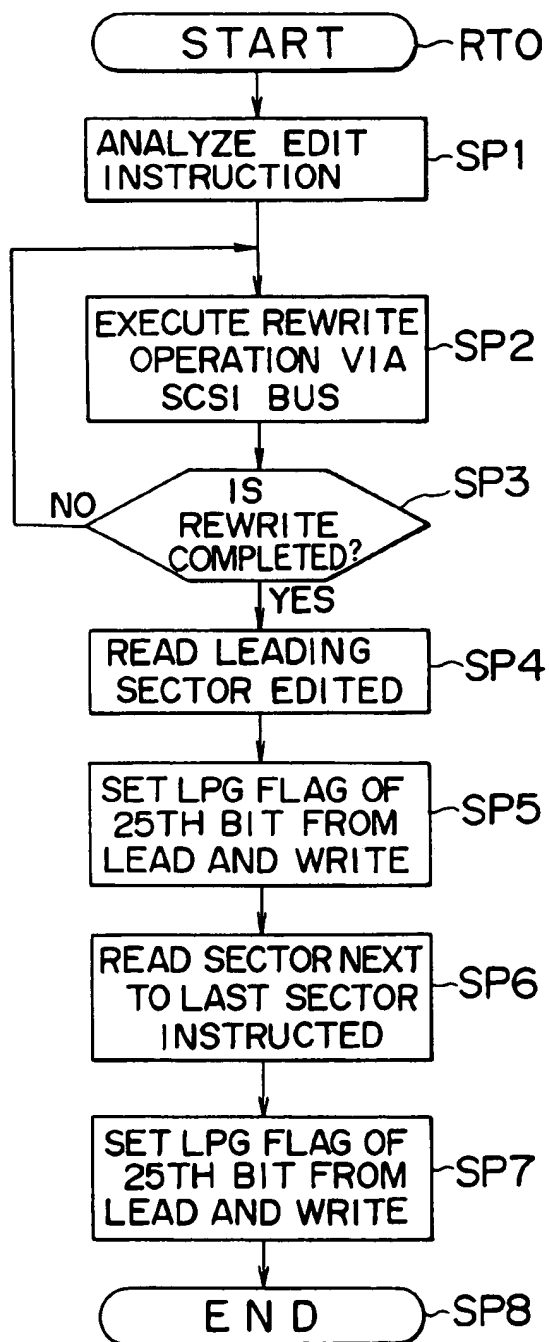 START
RT0
ANALYZE EDIT
INSTRUCTION
SP1
EXECUTE REWRITE
OPERATION VIA
SCSI BUS
SP2
IS
REWRITE
COMPLETED?
SP3
NO
YES
READ LEADING
SECTOR EDITED
SP4
SET LPG FLAG OF
25TH BIT FROM
LEAD AND WRITE
SP5
READ SECTOR NEXT
TO LAST SECTOR
INSTRUCTED
SP6
SET LPG FLAG OF
25TH BIT FROM
LEAD AND WRITE
SP7
END
SP8